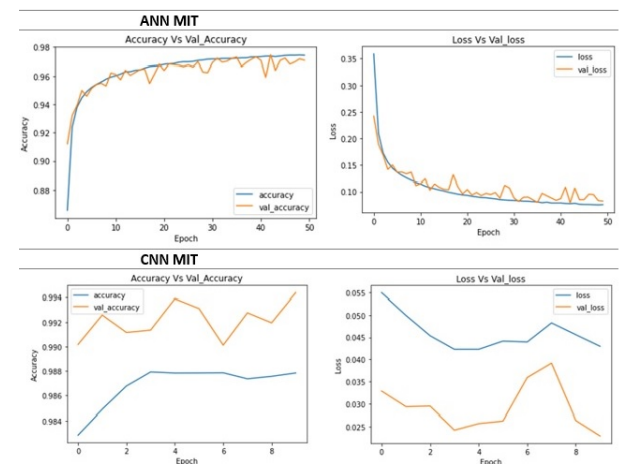 ANN MIT
Accuracy Vs Val_Accuracy
0.98
0.96
0.94
0.92
0.90
0.88
Accuracy
accuracy
val_accuracy
0 10 20 30 40 50
Epoch
Loss Vs Val_loss
0.35
0.30
0.25
0.20
0.15
0.10
Loss
loss
val_loss
0 10 20 30 40 50
Epoch
CNN MIT
Accuracy Vs Val_Accuracy
0.994
0.992
0.990
0.988
0.986
0.984
Accuracy
accuracy
val_accuracy
0 2 4 6 8
Epoch
Loss Vs Val_loss
0.055
0.050
0.045
0.040
0.035
0.030
0.025
Loss
loss
val_loss
0 2 4 6 8
Epoch